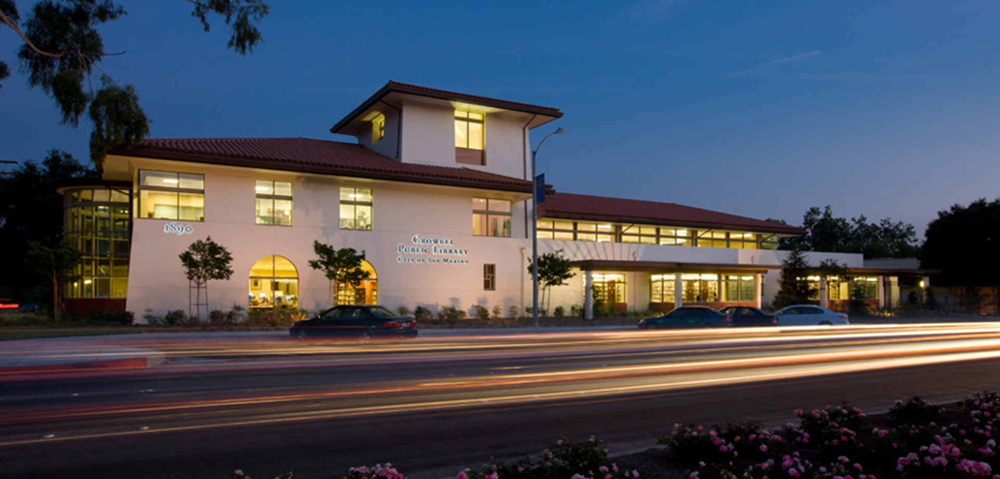 1890
CROWELL
PUBLIC LIBRARY
CITY OF SAN MARINO